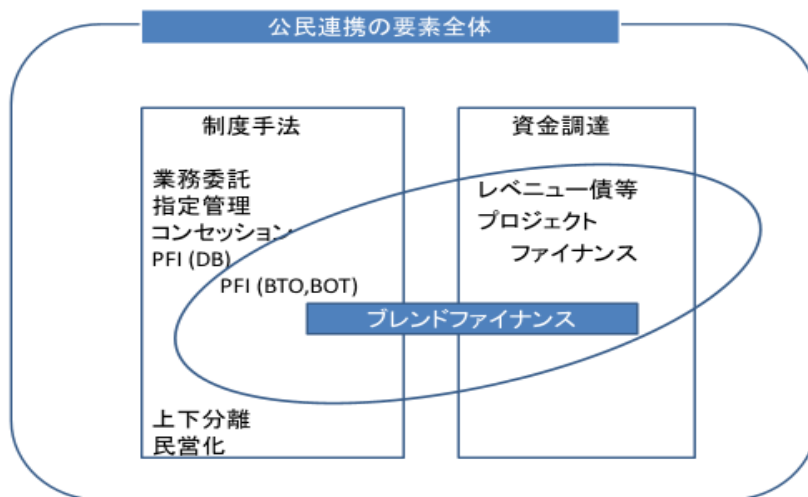 公民連携の要素全体
制度手法
業務委託
指定管理
コンセッション
PFI (DB)
PFI (BTO,BOT)
上下分離
民営化
資金調達
レベニュー債等
プロジェクト
ファイナンス
ブレンドファイナンス